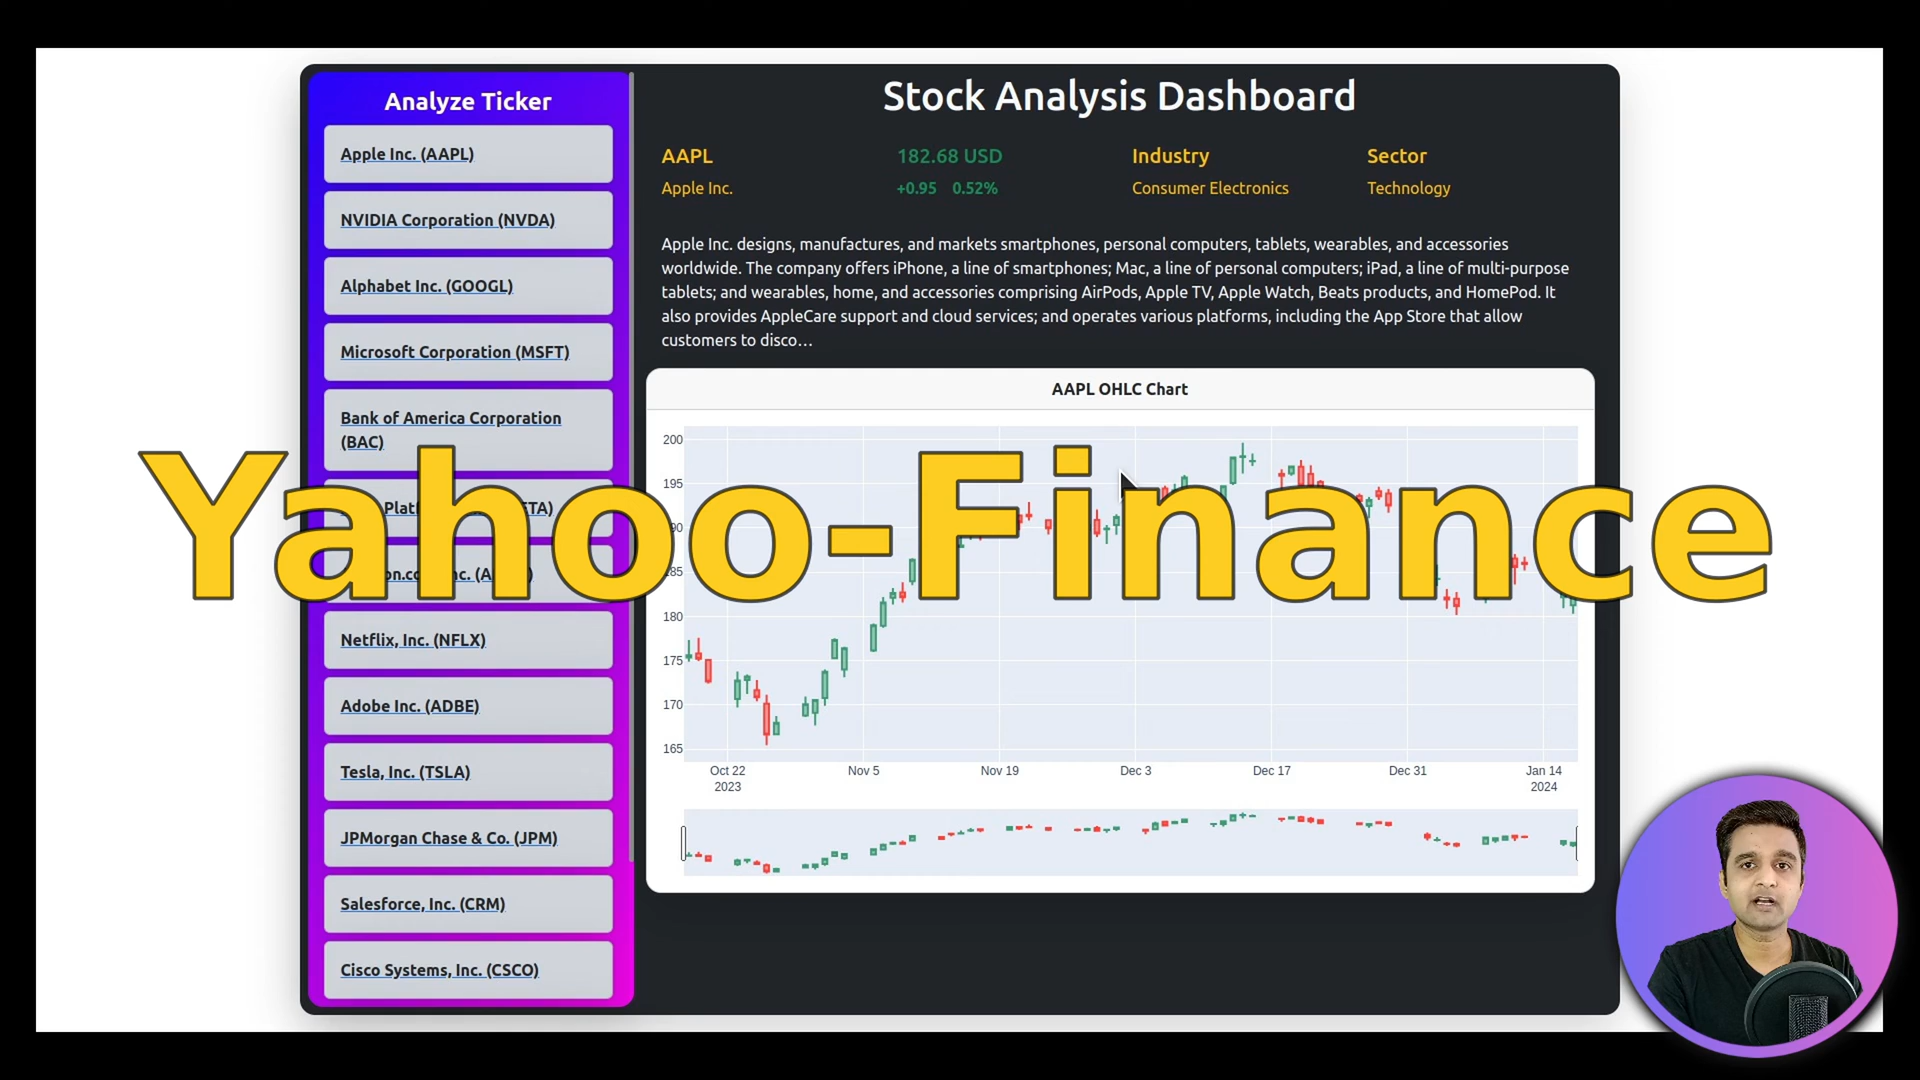 Analyze Ticker
Apple Inc. (AAPL)
NVIDIA Corporation (NVDA)
Alphabet Inc. (GOOGL)
Microsoft Corporation (MSFT)
Bank of America Corporation
(BAC)
Netflix, Inc. (NFLX)
Adobe Inc. (ADBE)
Tesla, Inc. (TSLA)
JPMorgan Chase & Co. (JPM)
Salesforce, Inc. (CRM)
Cisco Systems, Inc. (CSCO)
Stock Analysis Dashboard
AAPL
Apple Inc.
182.68 USD
+0.95 0.52%
Industry
Consumer Electronics
Sector
Technology
Apple Inc. designs, manufactures, and markets smartphones, personal computers, tablets, wearables, and accessories
worldwide. The company offers iPhone, a line of smartphones; Mac, a line of personal computers; iPad, a line of multi-purpose
tablets; and wearables, home, and accessories comprising AirPods, Apple TV, Apple Watch, Beats products, and HomePod. It
also provides AppleCare support and cloud services; and operates various platforms, including the App Store that allow
customers to disco…
AAPL OHLC Chart
200
195
180
175
170
165
Oct 22
2023
Nov 5
Nov 19
Dec 3
Dec 17
Dec 31
Jan 14
2024
Yahoo-Finance